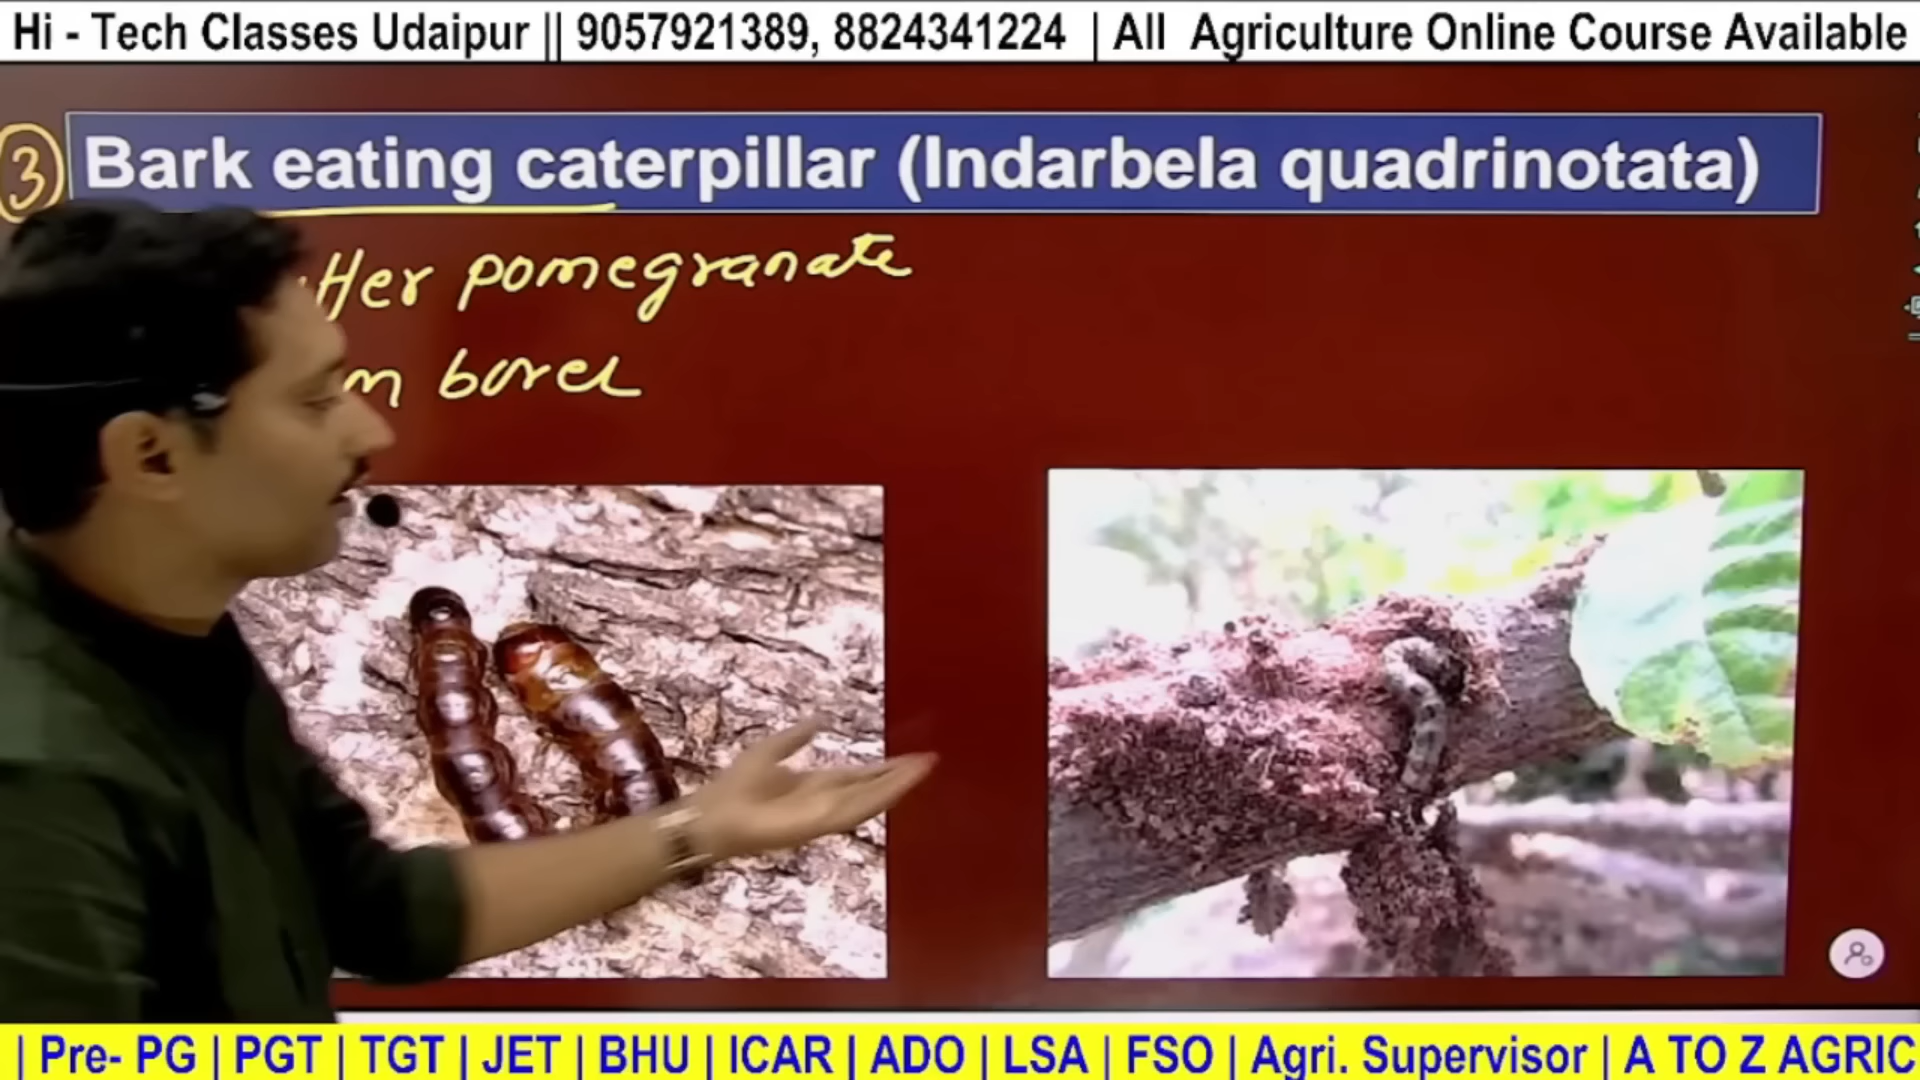 Hi - Tech Classes Udaipur || 9057921389, 8824341224 | All Agriculture Online Course Available
3 Bark eating caterpillar (Indarbela quadrinotata)
pomegranate
borer
| Pre- PG | PGT | TGT | JET | BHU | ICAR | ADO | LSA | FSO | Agri. Supervisor | A TO Z AGRIC